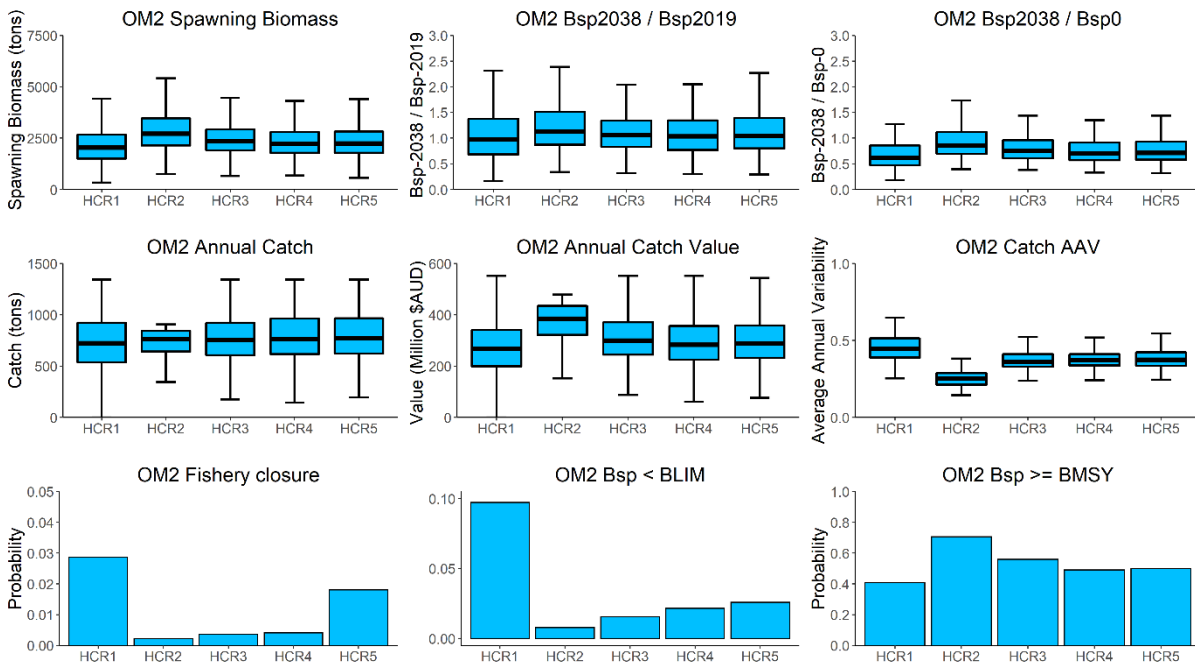 OM2 Spawning Biomass
Spawning Biomass (tons)
7500
5000
2500
0
HCR1 HCR2 HCR3 HCR4 HCR5
OM2 Bsp2038 / Bsp2019
Bsp-2038 / Bsp-2019
3.0
2.5
2.0
1.5
1.0
0.5
0.0
HCR1 HCR2 HCR3 HCR4 HCR5
OM2 Bsp2038 / Bsp0
Bsp-2038 / Bsp-0
3.0
2.5
2.0
1.5
1.0
0.5
0.0
HCR1 HCR2 HCR3 HCR4 HCR5
OM2 Annual Catch
Catch (tons)
1500
1000
500
0
HCR1 HCR2 HCR3 HCR4 HCR5
OM2 Annual Catch Value
Value (Million $AUD)
600
400
200
0
HCR1 HCR2 HCR3 HCR4 HCR5
OM2 Catch AAV
Average Annual Variability
1.0
0.5
0.0
HCR1 HCR2 HCR3 HCR4 HCR5
OM2 Fishery closure
Probability
0.05
0.04
0.03
0.02
0.01
0.00
HCR1 HCR2 HCR3 HCR4 HCR5
OM2 Bsp < BLIM
Probability
0.10
0.05
0.00
HCR1 HCR2 HCR3 HCR4 HCR5
OM2 Bsp >= BMSY
Probability
1.0
0.8
0.6
0.4
0.2
0.0
HCR1 HCR2 HCR3 HCR4 HCR5